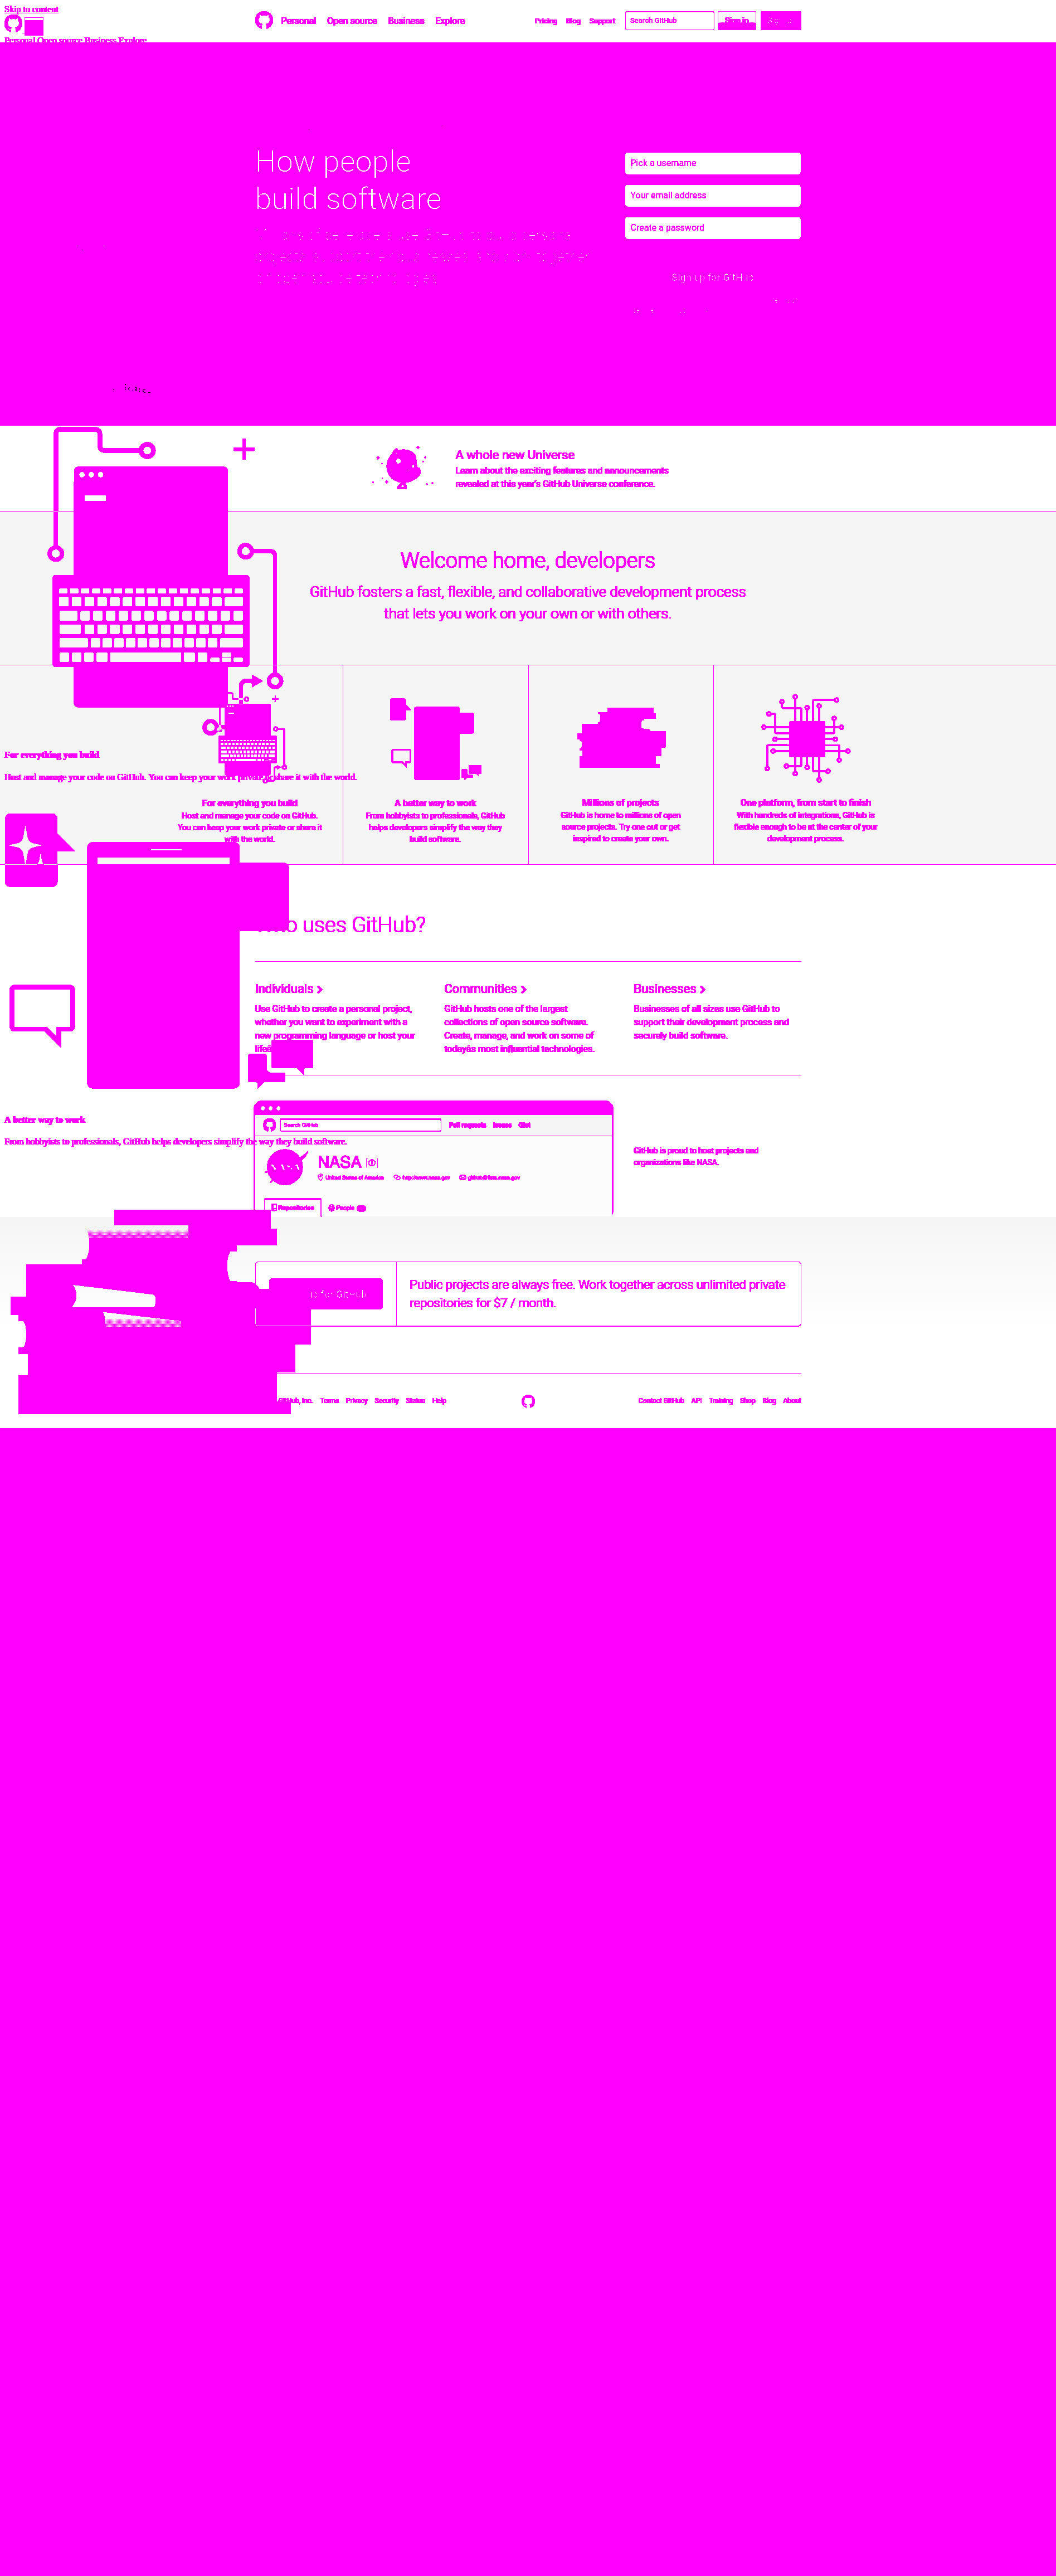 Skip to content
Personal Open source Business Explore
Personal Open source Business Explore Pricing Blog Support Search GitHub Sign in
How people
build software
Pick a username
Your email address
Create a password
Sign up for GitHub
A whole new Universe
Learn about the exciting features and announcements
revealed at this year's GitHub Universe conference.
Welcome home, developers
GitHub fosters a fast, flexible, and collaborative development process
that lets you work on your own or with others.
For everything you build
Host and manage your code on GitHub. You can keep your work private or share it with the world.
For everything you build
Host and manage your code on GitHub.
You can keep your work private or share it
with the world.
A better way to work
From hobbyists to professionals, GitHub
helps developers simplify the way they
build software.
Millions of projects
GitHub is home to millions of open
source projects. Try one out or get
inspired to create your own.
One platform, from start to finish
With hundreds of integrations, GitHub is
flexible enough to be at the center of your
development process.
uses GitHub?
Individuals
Use GitHub to create a personal project,
whether you want to experiment with a
new programming language or host your
Communities
GitHub hosts one of the largest
collections of open source software.
Create, manage, and work on some of
todayâs most influential technologies.
Businesses
Businesses of all sizes use GitHub to
support their development process and
securely build software.
A better way to work
From hobbyists to professionals, GitHub helps developers simplify the way they build software.
Search GitHub Pull requests Issues Gist
NASA
NASA
United States of America http://www.nasa.gov github@lists.nasa.gov
Repositories People
GitHub is proud to host projects and
organizations like NASA.
for GitHub
Public projects are always free. Work together across unlimited private
repositories for $7 / month.
GitHub, Inc. Terms Privacy Security Status Help
Contact GitHub API Training Shop Blog About